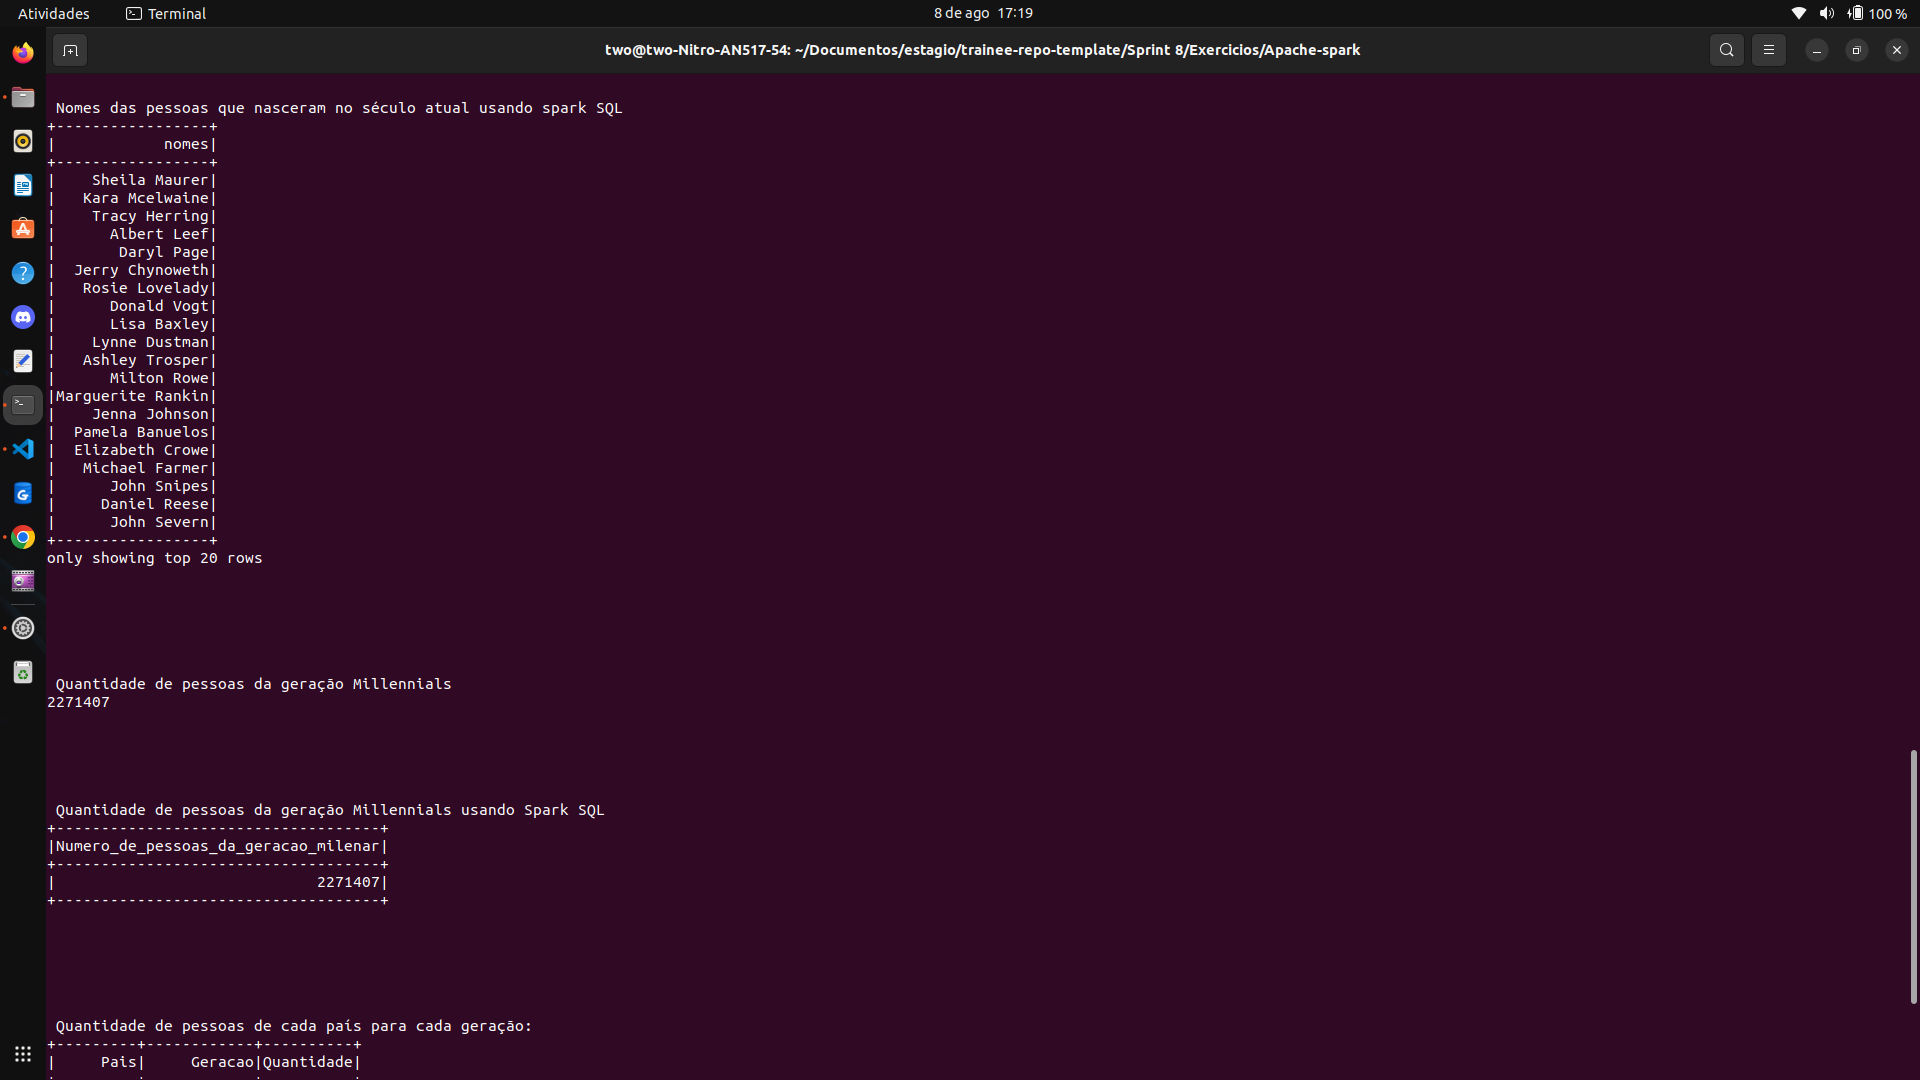 Atividades
Terminal
8 de ago 17:19
100 %
two@two-Nitro-AN517-54: ~/Documentos/estagio/trainee-repo-template/Sprint 8/Exercicios/Apache-spark
Nomes das pessoas que nasceram no século atual usando spark SQL
+-----------------+
|            nomes|
+-----------------+
|    Sheila Maurer|
|   Kara Mcelwaine|
|    Tracy Herring|
|      Albert Leef|
|       Daryl Page|
|  Jerry Chynoweth|
|   Rosie Lovelady|
|      Donald Vogt|
|      Lisa Baxley|
|    Lynne Dustman|
|   Ashley Trosper|
|      Milton Rowe|
|Marguerite Rankin|
|    Jenna Johnson|
|  Pamela Banuelos|
|  Elizabeth Crowe|
|   Michael Farmer|
|      John Snipes|
|     Daniel Reese|
|      John Severn|
+-----------------+
only showing top 20 rows
Quantidade de pessoas da geração Millennials
2271407
Quantidade de pessoas da geração Millennials usando Spark SQL
+------------------------------------+
|Numero_de_pessoas_da_geracao_milenar|
+------------------------------------+
|                             2271407|
+------------------------------------+
Quantidade de pessoas de cada país para cada geração:
+---------+------------+----------+
|     Pais|     Geracao|Quantidade|